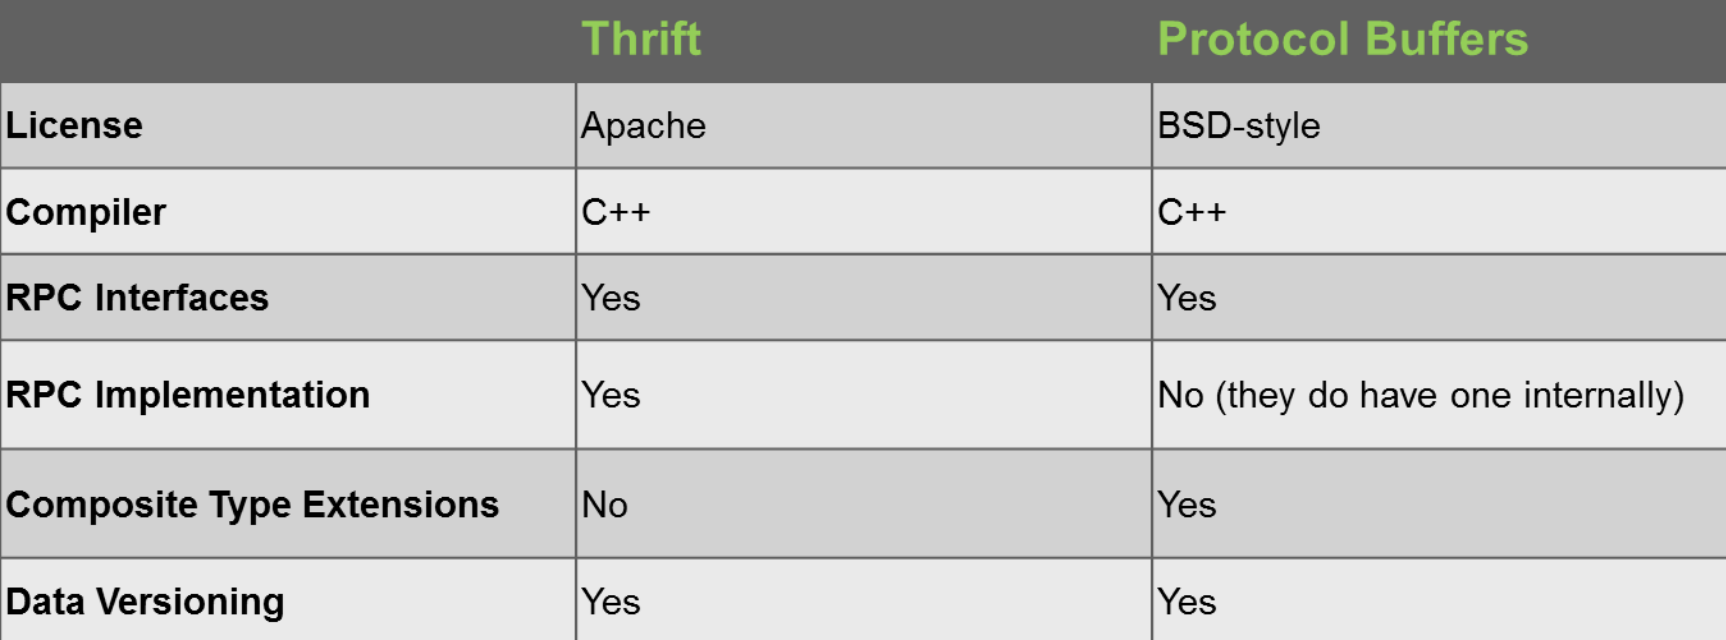 Thrift Protocol Buffers
License Apache BSD-style
Compiler C++ C++
RPC Interfaces Yes Yes
RPC Implementation Yes No (they do have one internally)
Composite Type Extensions No Yes
Data Versioning Yes Yes